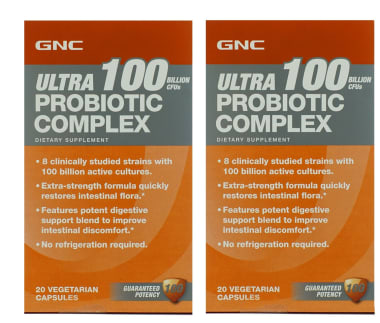 GNC
ULTRA 100 BILLION CFUs
PROBIOTIC
COMPLEX
DIETARY SUPPLEMENT
• 8 clinically studied strains with
100 billion active cultures.
• Extra-strength formula quickly
restores intestinal flora.*
• Features potent digestive
support blend to improve
intestinal discomfort.*
• No refrigeration required.
20 VEGETARIAN
CAPSULES
GUARANTEED
POTENCY
100
GNC
ULTRA 100 BILLION CFUs
PROBIOTIC
COMPLEX
DIETARY SUPPLEMENT
• 8 clinically studied strains with
100 billion active cultures.
• Extra-strength formula quickly
restores intestinal flora.*
• Features potent digestive
support blend to improve
intestinal discomfort.*
• No refrigeration required.
20 VEGETARIAN
CAPSULES
GUARANTEED
POTENCY
100